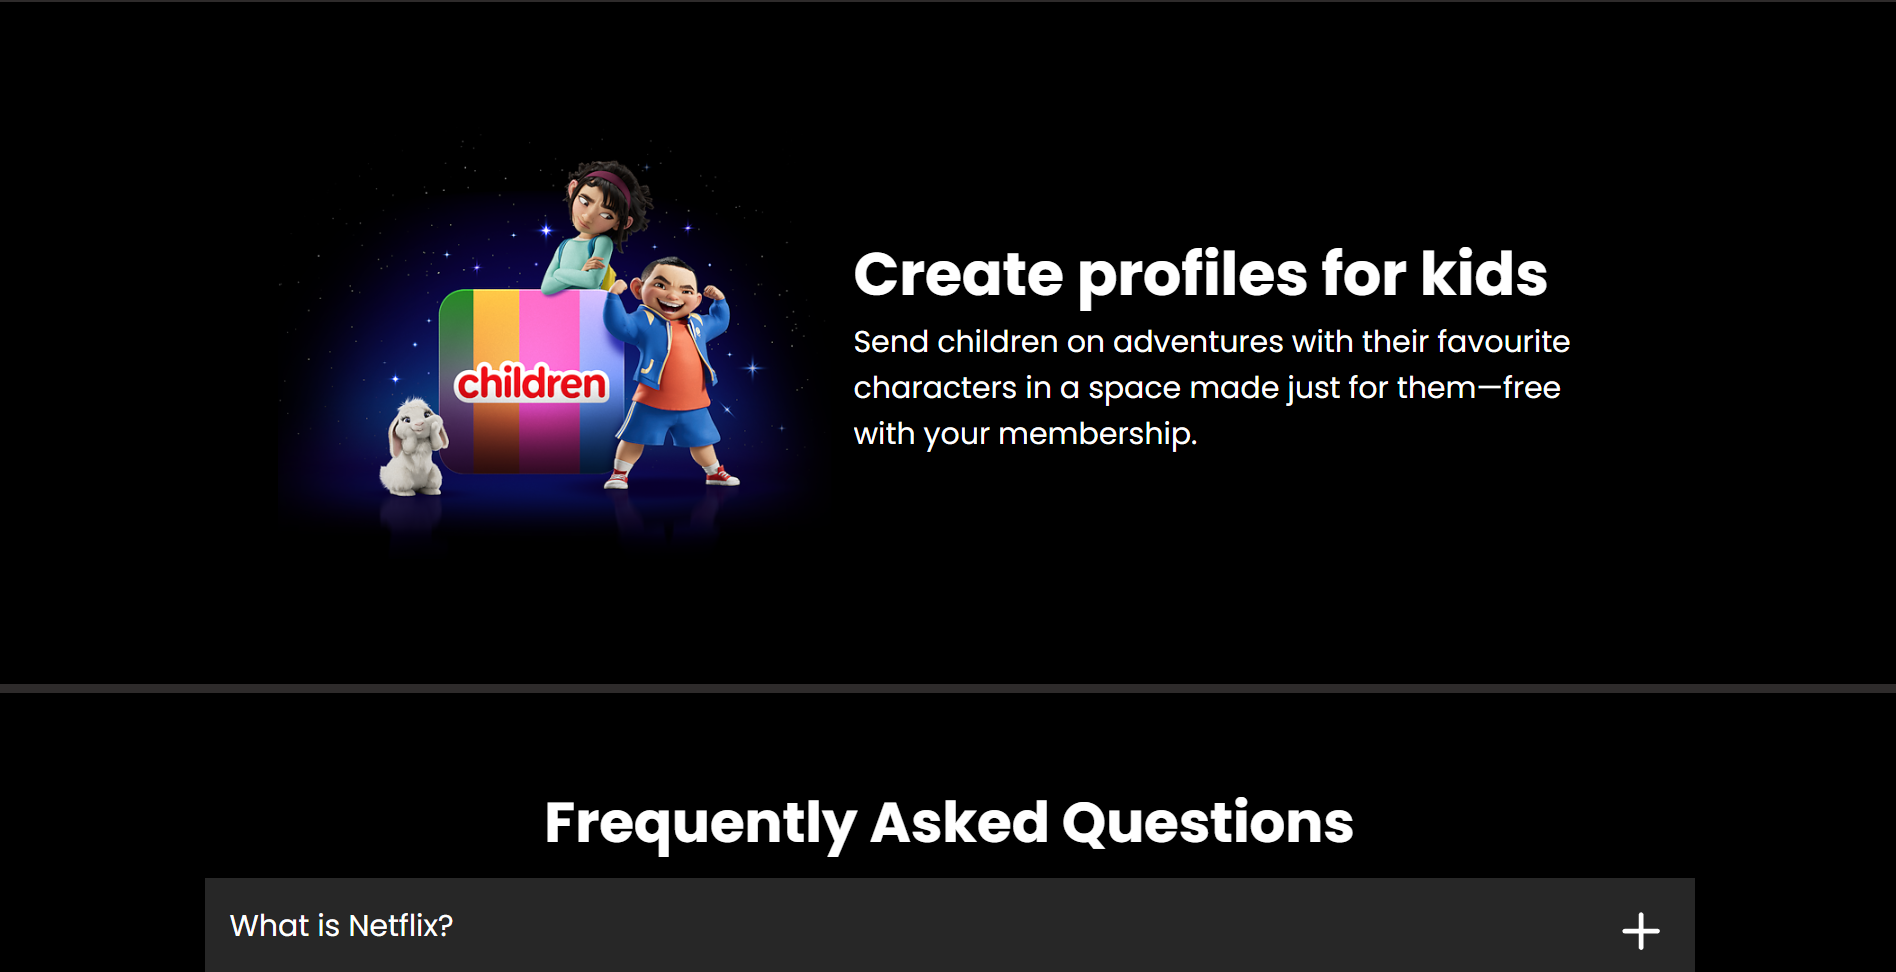 children
Create profiles for kids
Send children on adventures with their favourite
characters in a space made just for them—free
with your membership.
Frequently Asked Questions
What is Netflix?